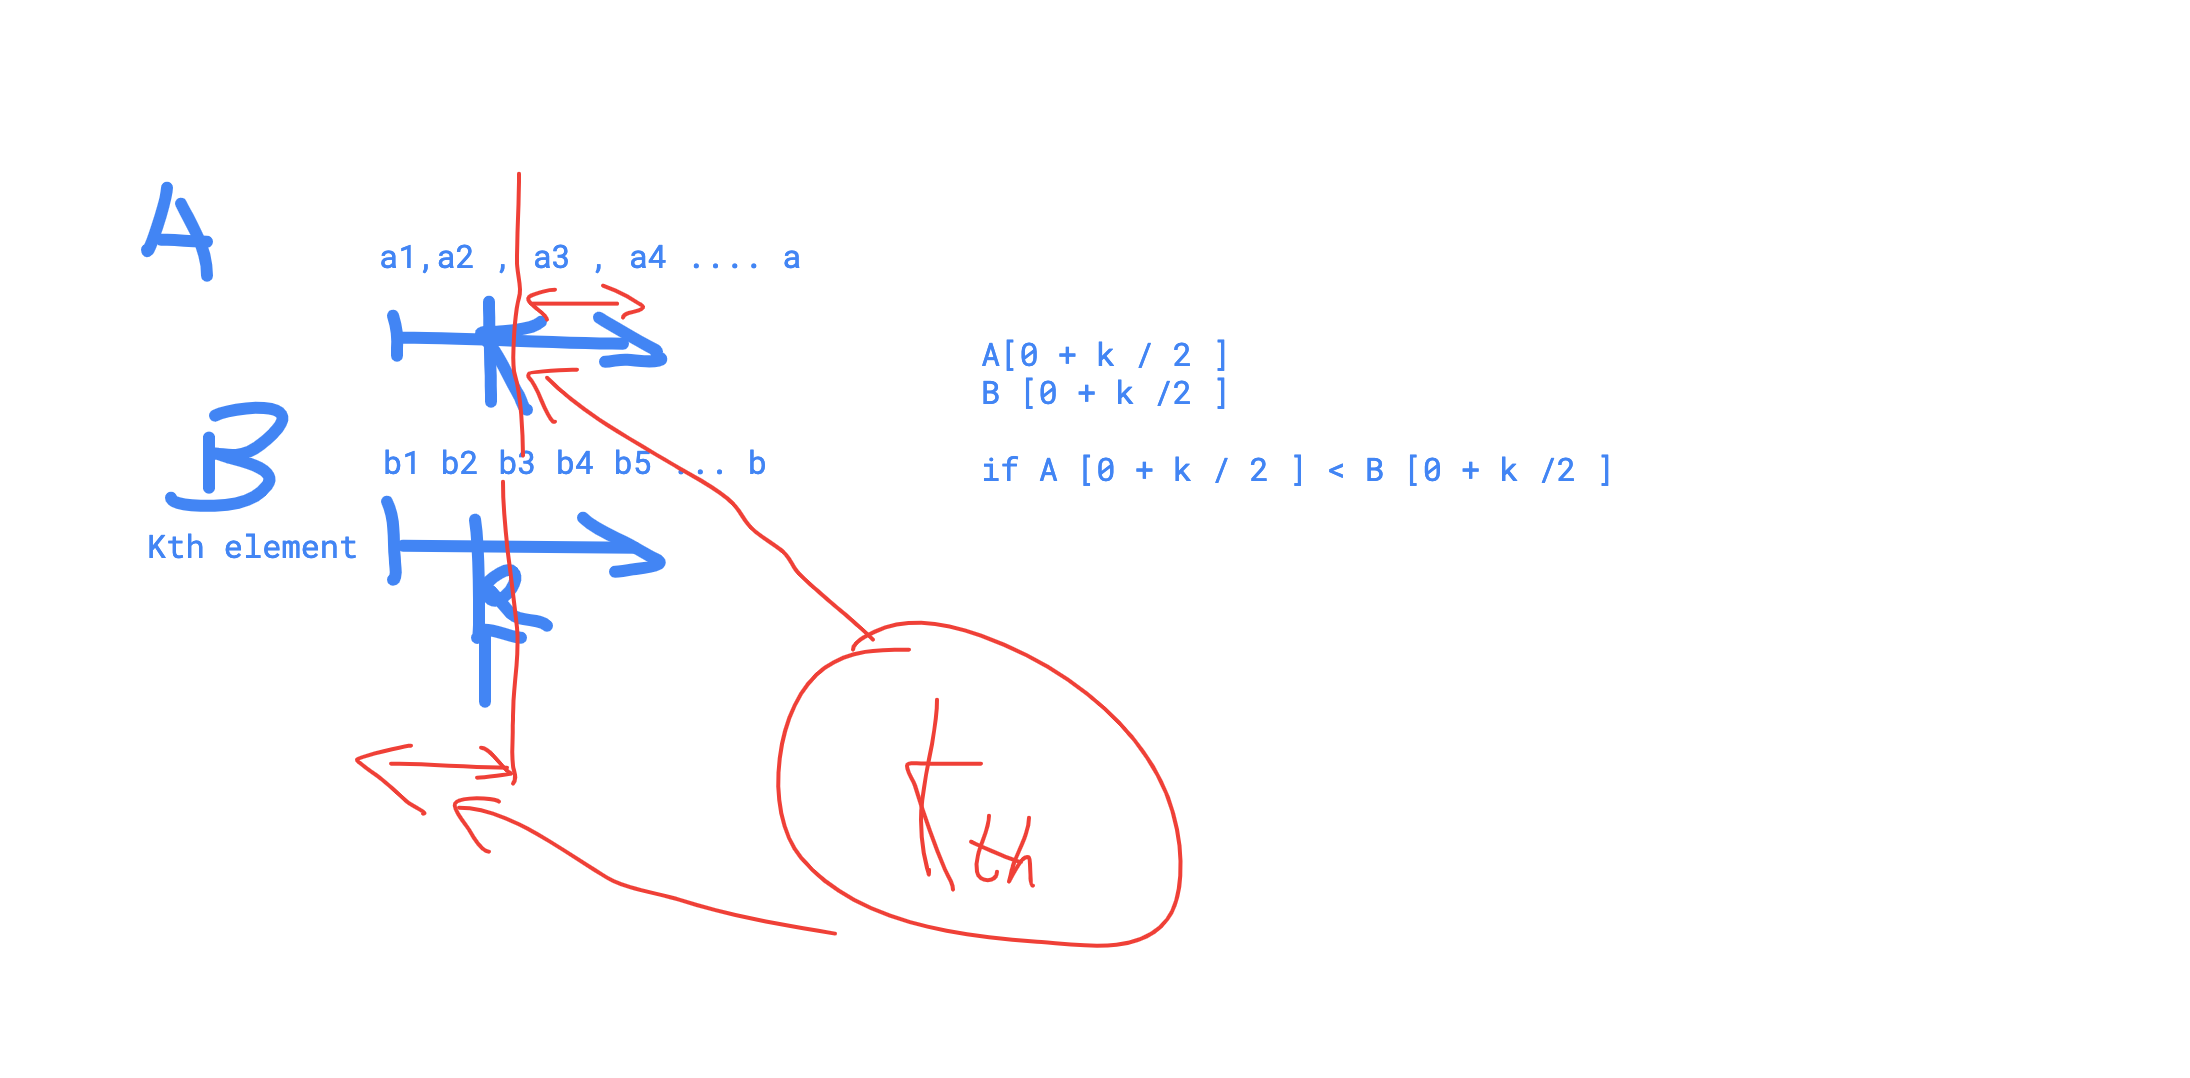 A
a1,a2 , a3 , a4 .... a
K
A[0 + k / 2 ]
B [0 + k /2 ]
B
b1 b2 b3 b4 b5 ... b
if A [0 + k / 2 ] < B [0 + k /2 ]
Kth element
K
Kth